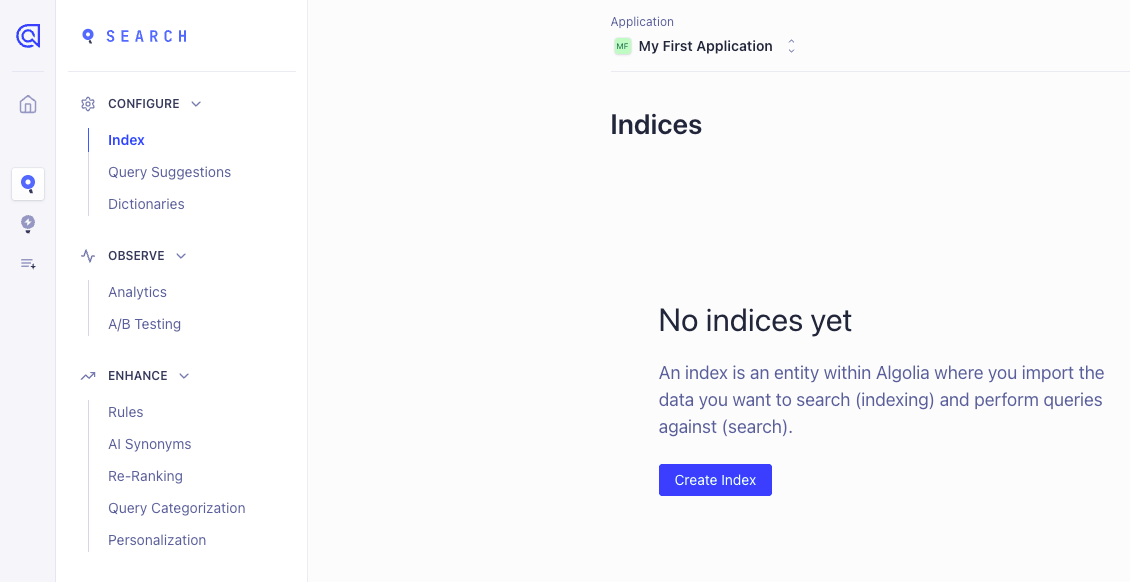 SEARCH
CONFIGURE
Index
Query Suggestions
Dictionaries
OBSERVE
Analytics
A/B Testing
ENHANCE
Rules
AI Synonyms
Re-Ranking
Query Categorization
Personalization
Application
MF My First Application
Indices
No indices yet
An index is an entity within Algolia where you import the
data you want to search (indexing) and perform queries
against (search).
Create Index